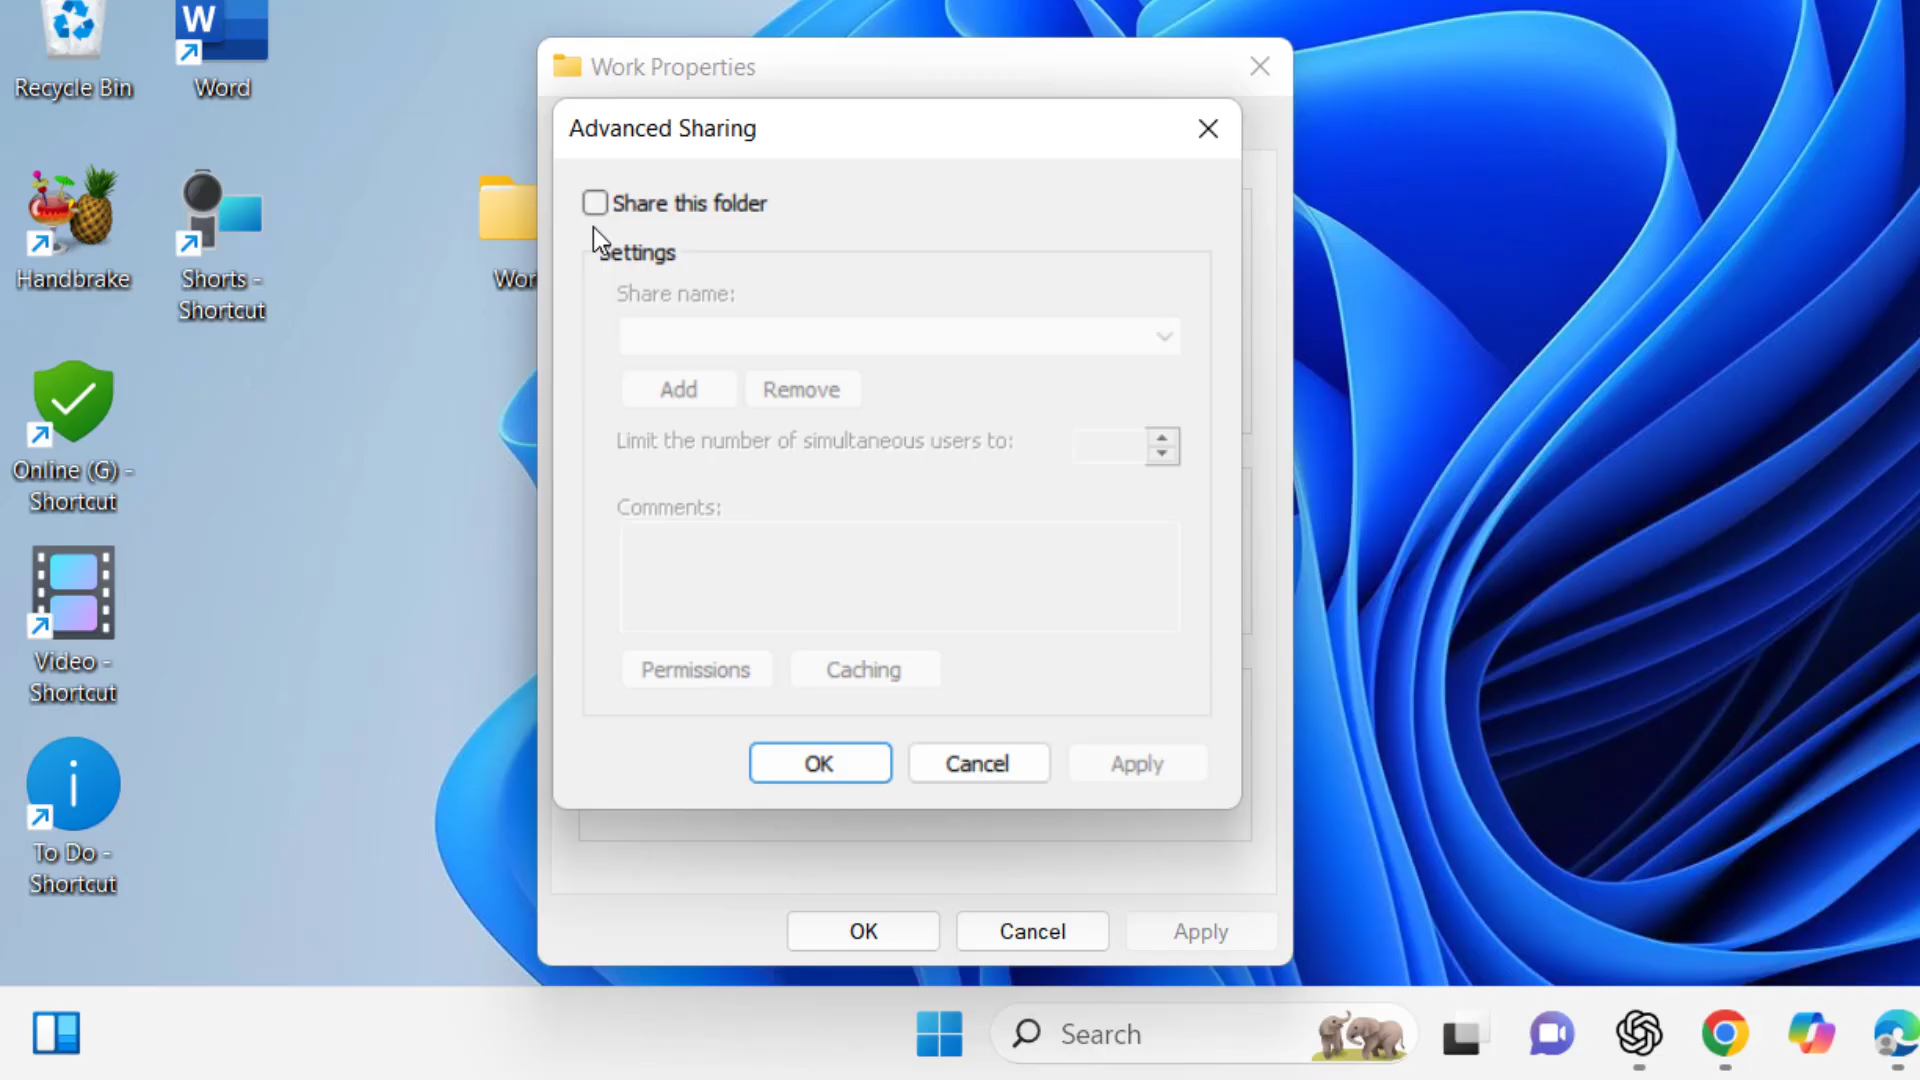 Recycle Bin
W
Word
Handbrake
Shorts -
Shortcut
Online (G) -
Shortcut
Video -
Shortcut
i
To Do -
Shortcut
Wor
Work Properties
Advanced Sharing
Share this folder
Settings
Share name:
Add
Remove
Limit the number of simultaneous users to:
Comments:
Permissions
Caching
OK
Cancel
Apply
OK
Cancel
Apply
Search